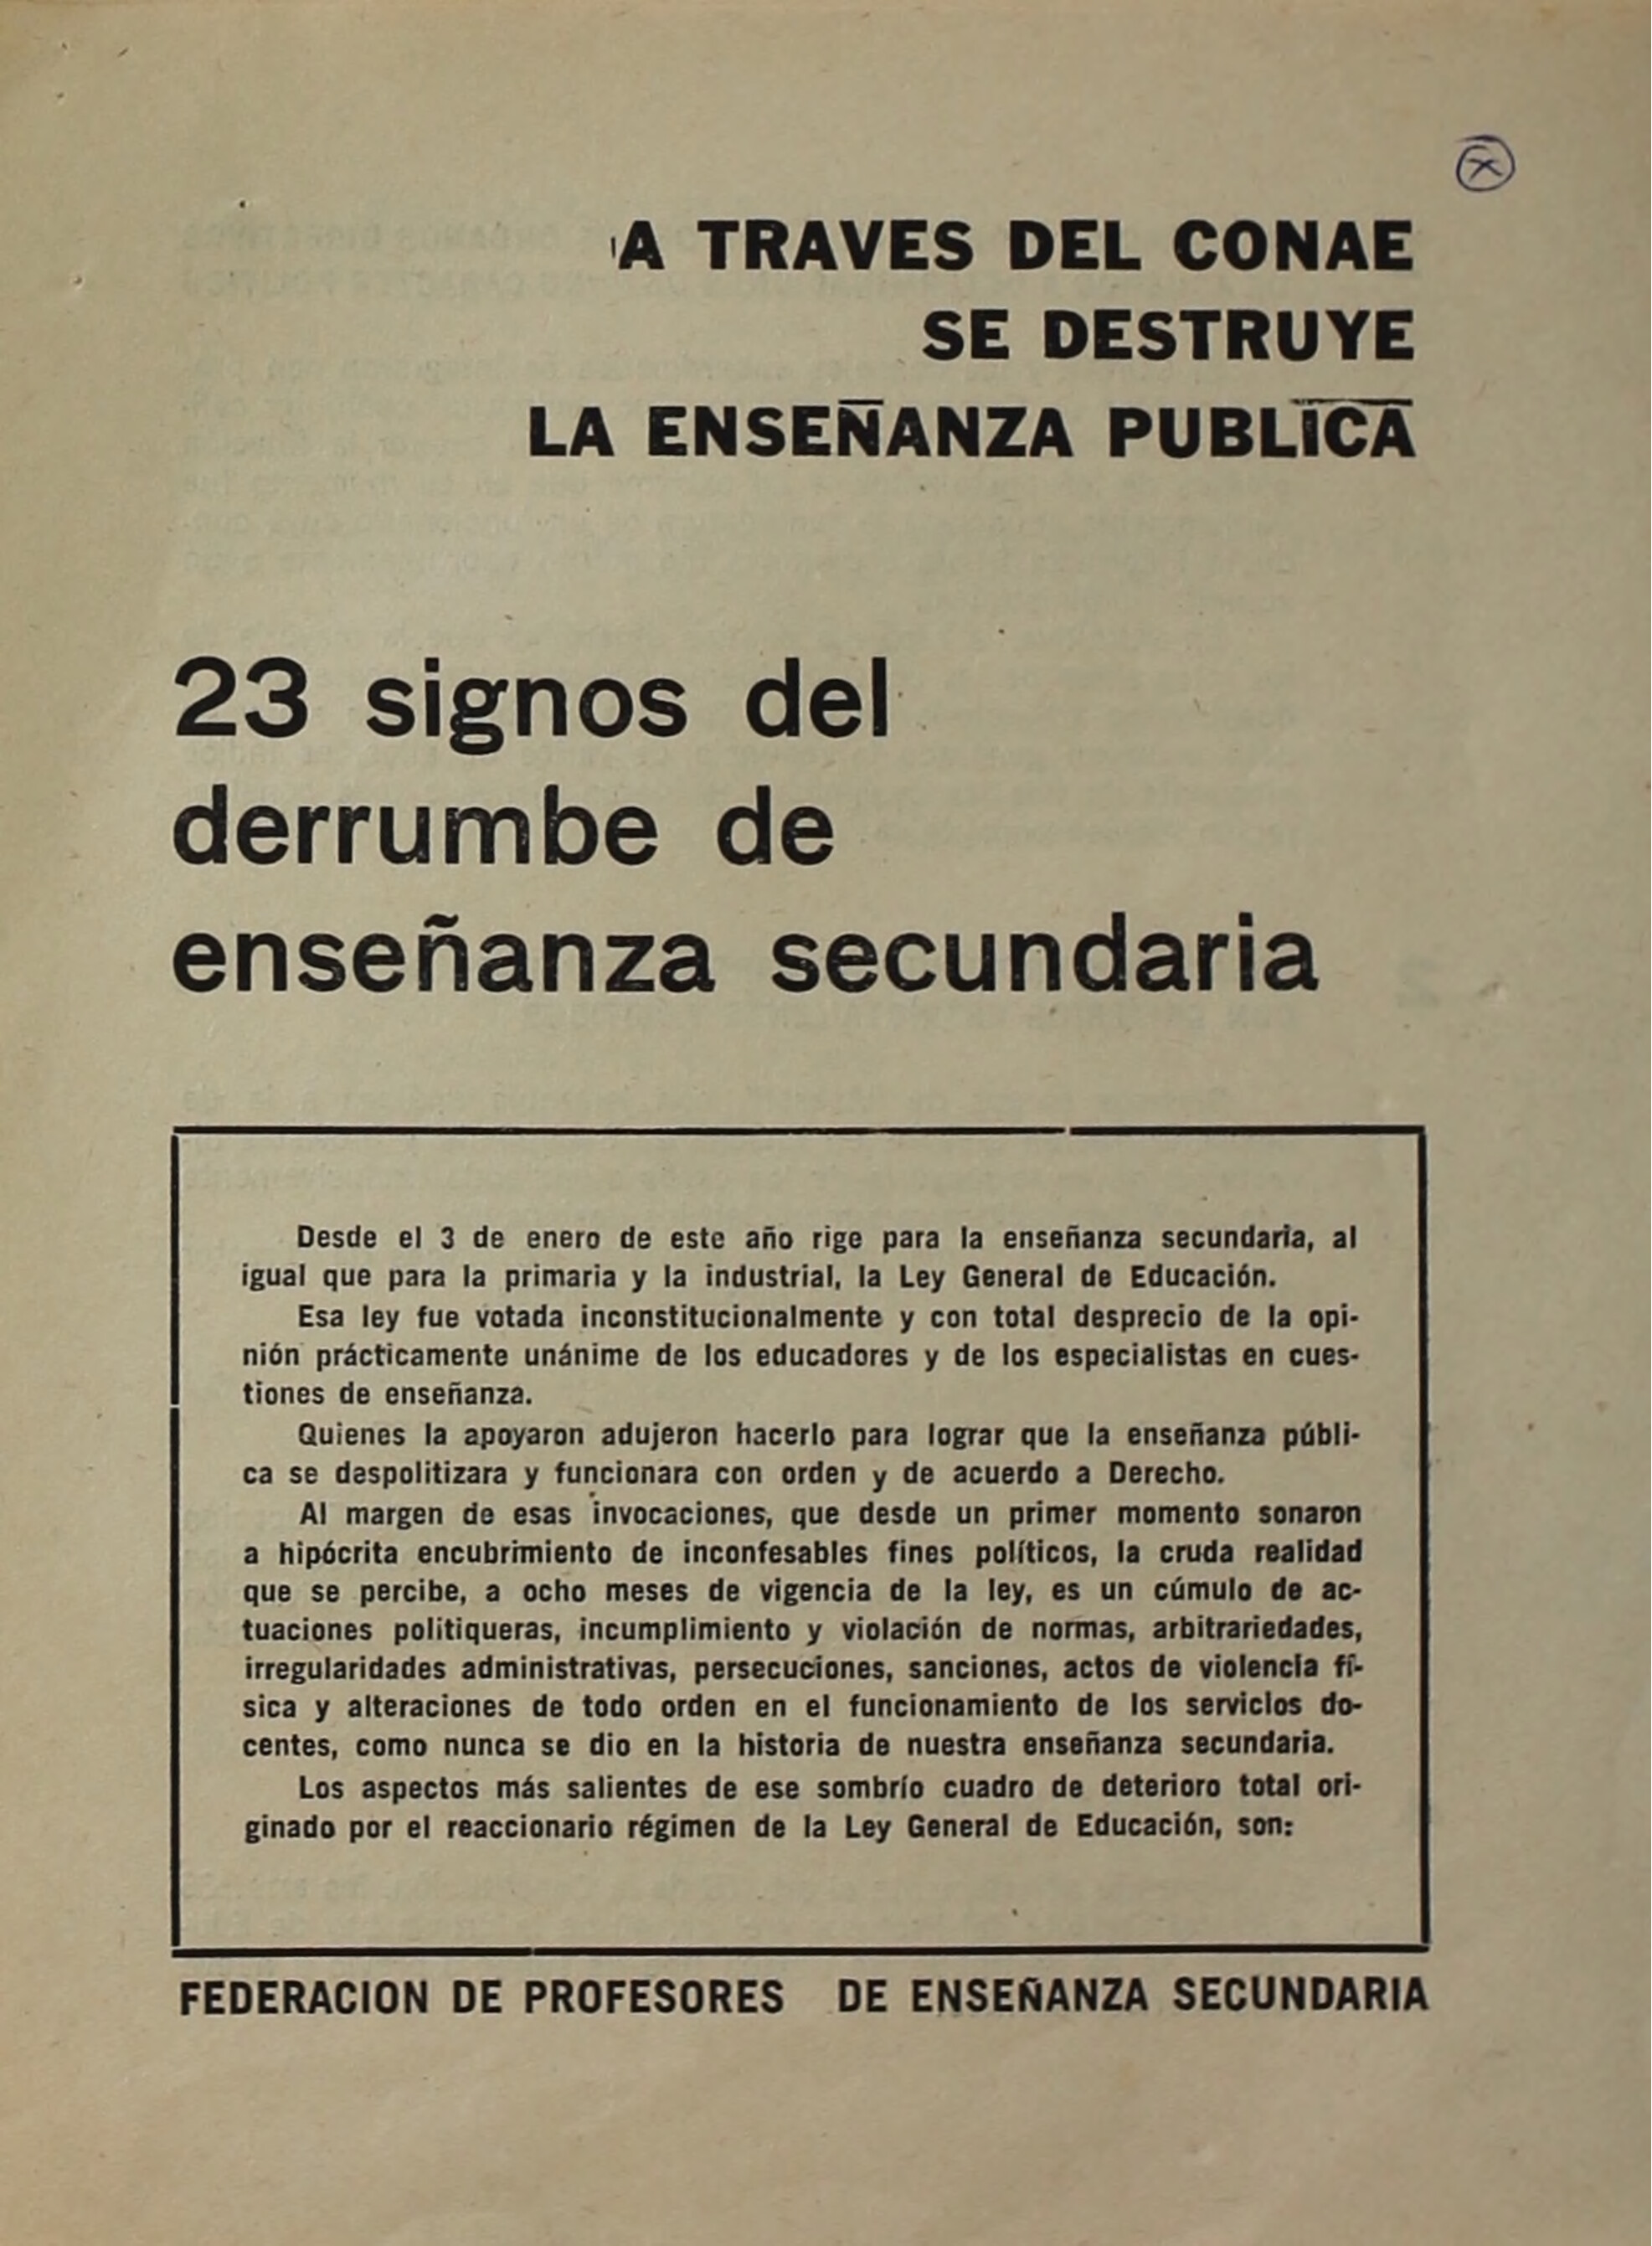 A TRAVES DEL CONAE
SE DESTRUYE
LA ENSEÑANZA PUBLICA
23 signos del
derrumbe de
enseñanza secundaria
Desde el 3 de enero de este año rige para la enseñanza secundaria, al
igual que para la primaria y la industrial, la Ley General de Educación.
Esa ley fue votada inconstitucionalmente y con total desprecio de la opi-
nión prácticamente unánime de los educadores y de los especialistas en cues-
tiones de enseñanza.
Quienes la apoyaron adujeron hacerlo para lograr que la enseñanza públi-
ca se despolitizara y funcionara con orden y de acuerdo a Derecho.
Al margen de esas invocaciones, que desde un primer momento sonaron
a hipócrita encubrimiento de inconfesables fines políticos, la cruda realidad
que se percibe, a ocho meses de vigencia de la ley, es un cúmulo de ac-
tuaciones politiqueras, incumplimiento y violación de normas, arbitrariedades,
irregularidades administrativas, persecuciones, sanciones, actos de violencia fí-
sica y alteraciones de todo orden en el funcionamiento de los servicios do-
centes, como nunca se dio en la historia de nuestra enseñanza secundaria.
Los aspectos más salientes de ese sombrío cuadro de deterioro total ori-
ginado por el reaccionario régimen de la Ley General de Educación, son:
FEDERACION DE PROFESORES DE ENSEÑANZA SECUNDARIA